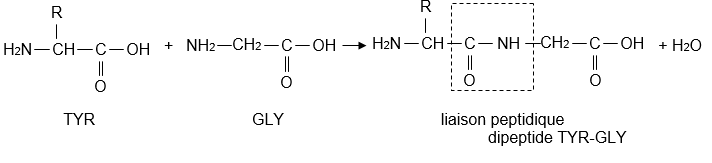 R R
H2N—CH—C—OH + NH2—CH2—C—OH → H2N—CH—C—NH—CH2—C—OH + H2O
O O O O
TYR GLY liaison peptidique
dipeptide TYR-GLY